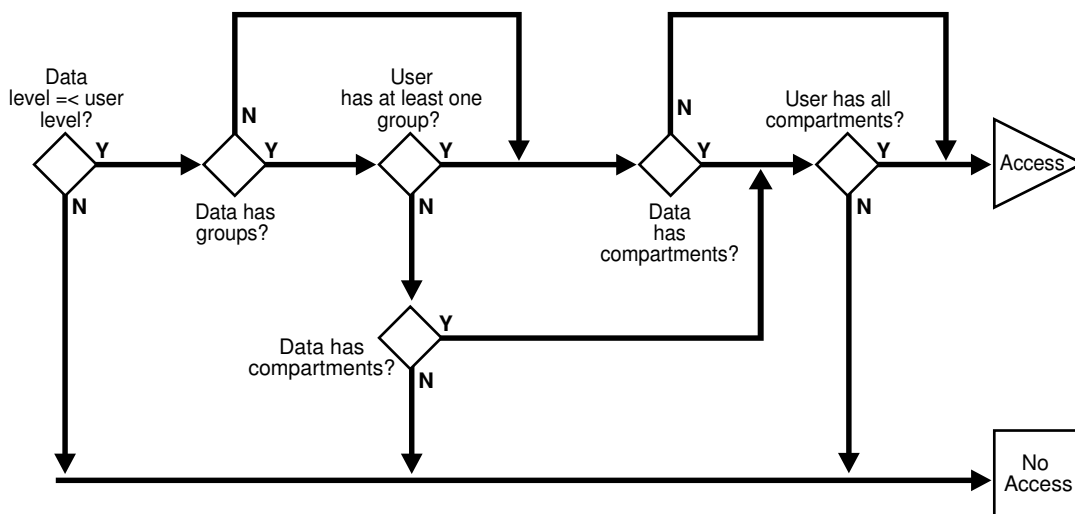 Data
level =< user
level?
Y
N
N
Y
Data has
groups?
User
has at least one
group?
Y
N
Data has
compartments?
Y
N
N
Y
Data
has
compartments?
User has all
compartments?
Y
N
Access
No
Access